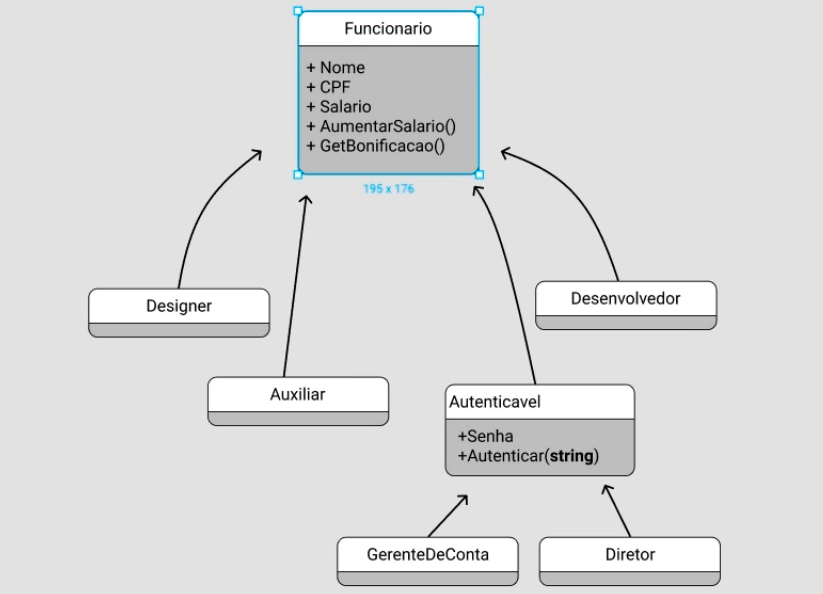 Funcionario
+ Nome
+ CPF
+ Salario
+ AumentarSalario()
+ GetBonificacao()
195 x 176
Designer
Desenvolvedor
Auxiliar
Autenticavel
+Senha
+Autenticar(string)
GerenteDeConta
Diretor